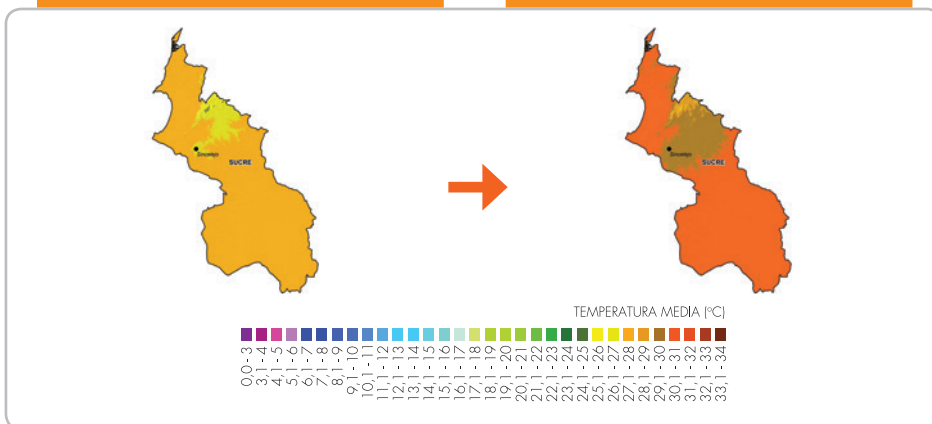 Sincelejo
SUCRE
Sincelejo
SUCRE
TEMPERATURA MEDIA (°C)
0,0 - 3
3,1 - 4
4,1 - 5
5,1 - 6
6,1 - 7
7,1 - 8
8,1 - 9
9,1 - 10
10,1 - 11
11,1 - 12
12,1 - 13
13,1 - 14
14,1 - 15
15,1 - 16
16,1 - 17
17,1 - 18
18,1 - 19
19,1 - 20
20,1 - 21
21,1 - 22
22,1 - 23
23,1 - 24
24,1 - 25
25,1 - 26
26,1 - 27
27,1 - 28
28,1 - 29
29,1 - 30
30,1 - 31
31,1 - 32
32,1 - 33
33,1 - 34